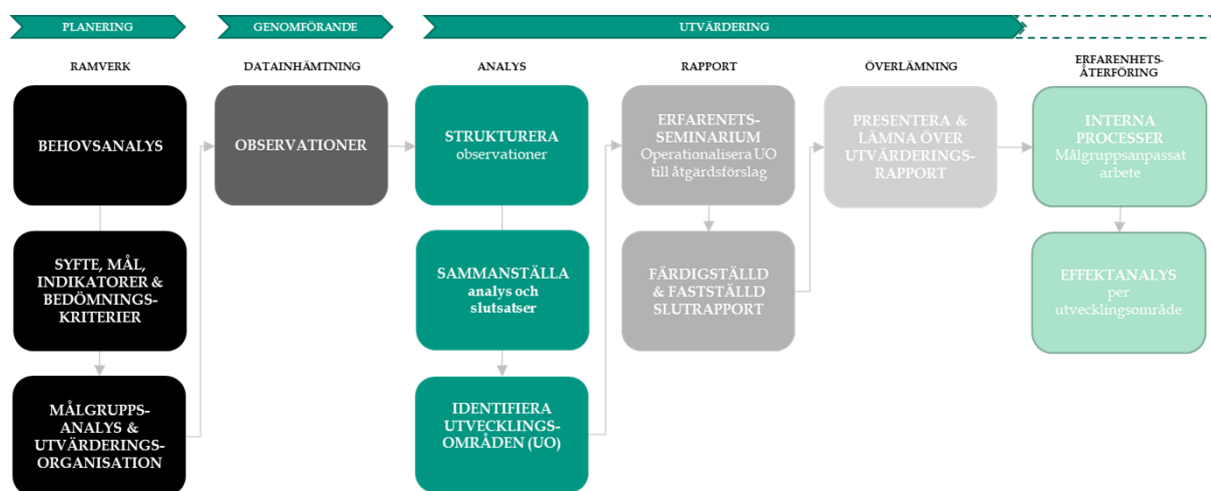 PLANERING
GENOMFÖRANDE
UTVÄRDERING
RAMVERK
DATAINHÄMTNING
ANALYS
RAPPORT
ÖVERLÄMNING
ERFARENHETS-
ÅTERFÖRING
BEHOVSANALYS
SYFTE, MÅL,
INDIKATORER &
BEDÖMNINGS-
KRITERIER
MÅLGRUPPS-
ANALYS &
UTVÄRDERINGS-
ORGANISATION
OBSERVATIONER
STRUKTURERA
observationer
SAMMANSTÄLLA
analys och
slutsatser
IDENTIFIERA
UTVECKLINGS-
OMRÅDEN (UO)
ERFARENETS-
SEMINARIUM
Operationalisera UO
till åtgärdsförslag
FÄRDIGSTÄLLD
& FASTSTÄLLD
SLUTRAPPORT
PRESENTERA &
LÄMNA ÖVER
UTVÄRDERINGS-
RAPPORT
INTERNA
PROCESSER
Målgruppsanpassat
arbete
EFFEKTANALYS
per
utvecklingsområde